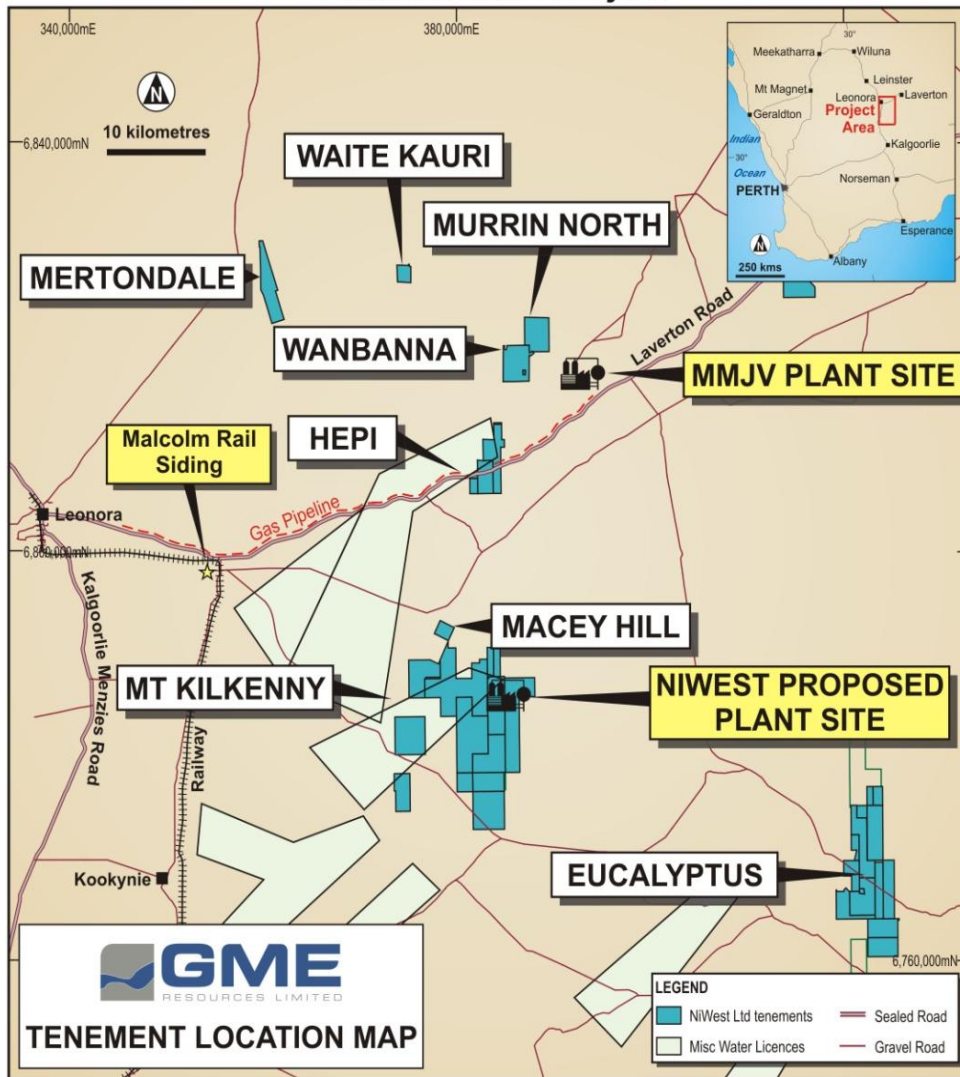 340,000mE
380,000mE
N
10 kilometres
6,840,000mN
30°
Meekatharra
Wiluna
Leinster
Mt Magnet
Leonora
Laverton
Project
Area
Geraldton
Indian
Kalgoorlie
30°
Ocean
Norseman
PERTH
Esperance
N
Albany
250 kms
WAITE KAURI
MURRIN NORTH
MERTONDALE
WANBANNA
Laverton Road
MMJV PLANT SITE
HEPI
Malcolm Rail
Siding
Gas Pipeline
Leonora
Kalgoorlie Menzies Road
Railway
MACEY HILL
MT KILKENNY
NIWEST PROPOSED
PLANT SITE
Kookynie
EUCALYPTUS
6,760,000mN
GME
RESOURCES LIMITED
TENEMENT LOCATION MAP
LEGEND
NiWest Ltd tenements
Sealed Road
Misc Water Licences
Gravel Road